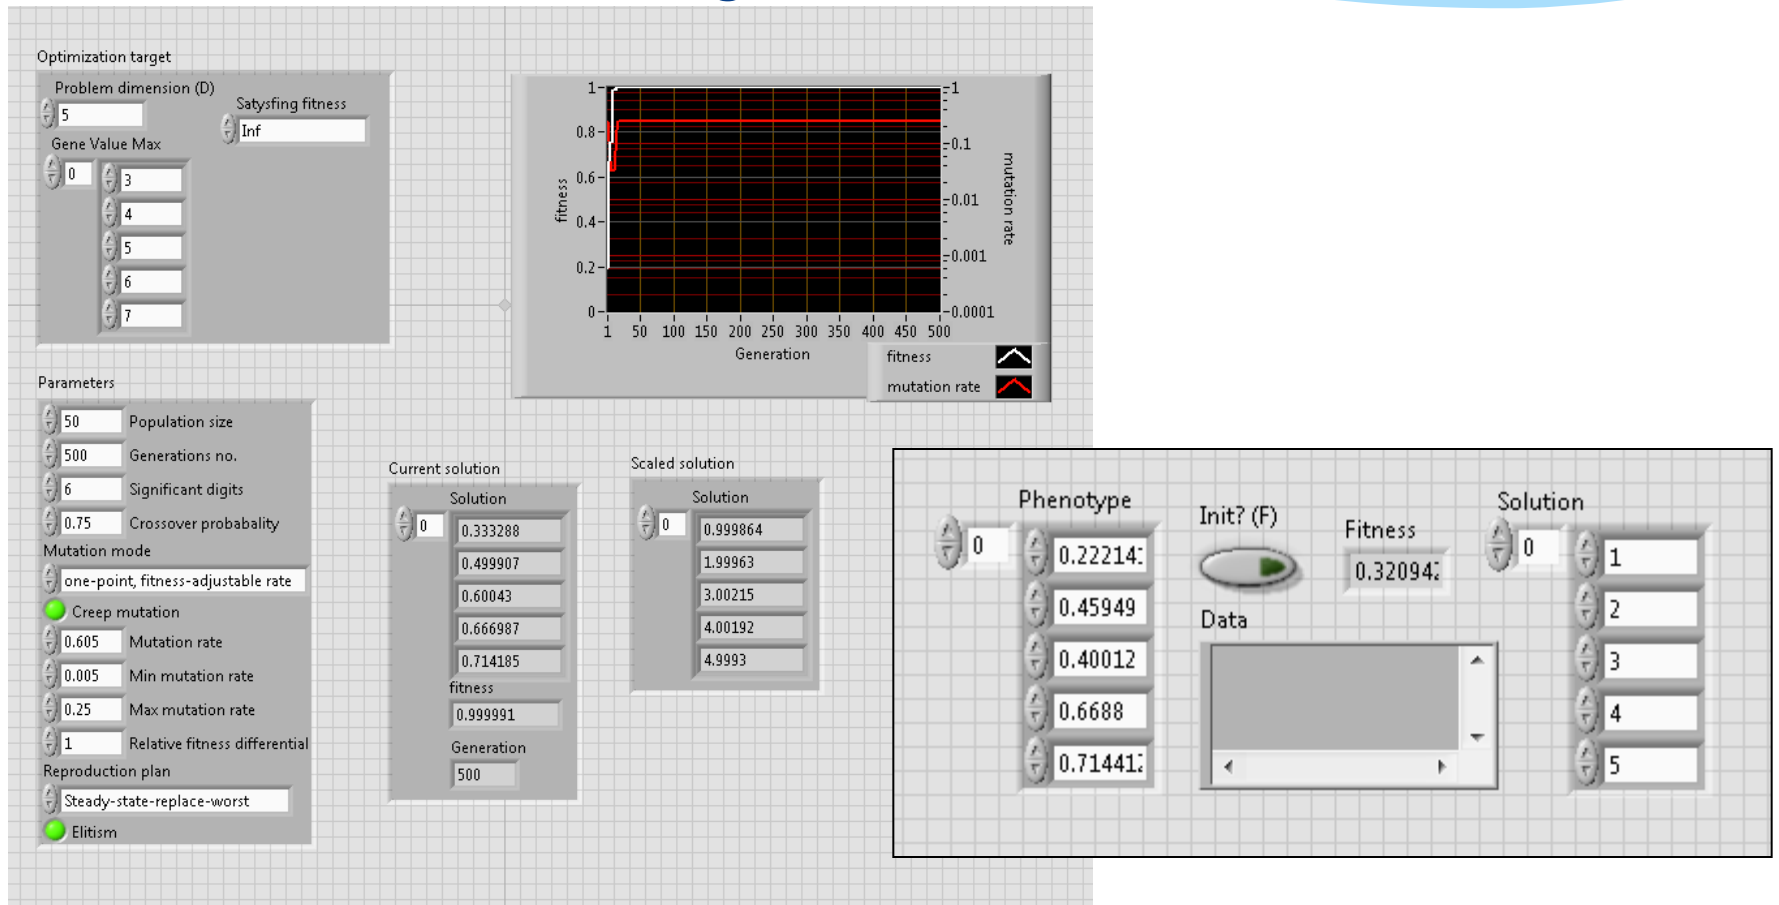 Optimization target
Problem dimension (D)
5
Satysfing fitness
Inf
Gene Value Max
0
3
4
5
6
7
1
0.8
0.6
0.4
0.2
0
fitness
1
0.1
0.01
0.001
0.0001
mutation rate
1 50 100 150 200 250 300 350 400 450 500
Generation
fitness
mutation rate
Parameters
50 Population size
500 Generations no.
6 Significant digits
0.75 Crossover probabality
Mutation mode
one-point, fitness-adjustable rate
Creep mutation
0.605 Mutation rate
0.005 Min mutation rate
0.25 Max mutation rate
1 Relative fitness differential
Reproduction plan
Steady-state-replace-worst
Elitism
Current solution
Solution
0
0.333288
0.499907
0.60043
0.666987
0.714185
fitness
0.999991
Generation
500
Scaled solution
Solution
0
0.999864
1.99963
3.00215
4.00192
4.9993
Phenotype
0
0.22214
0.45949
0.40012
0.6688
0.71441
Init? (F)
Fitness
0.32094
Data
Solution
0
1
2
3
4
5